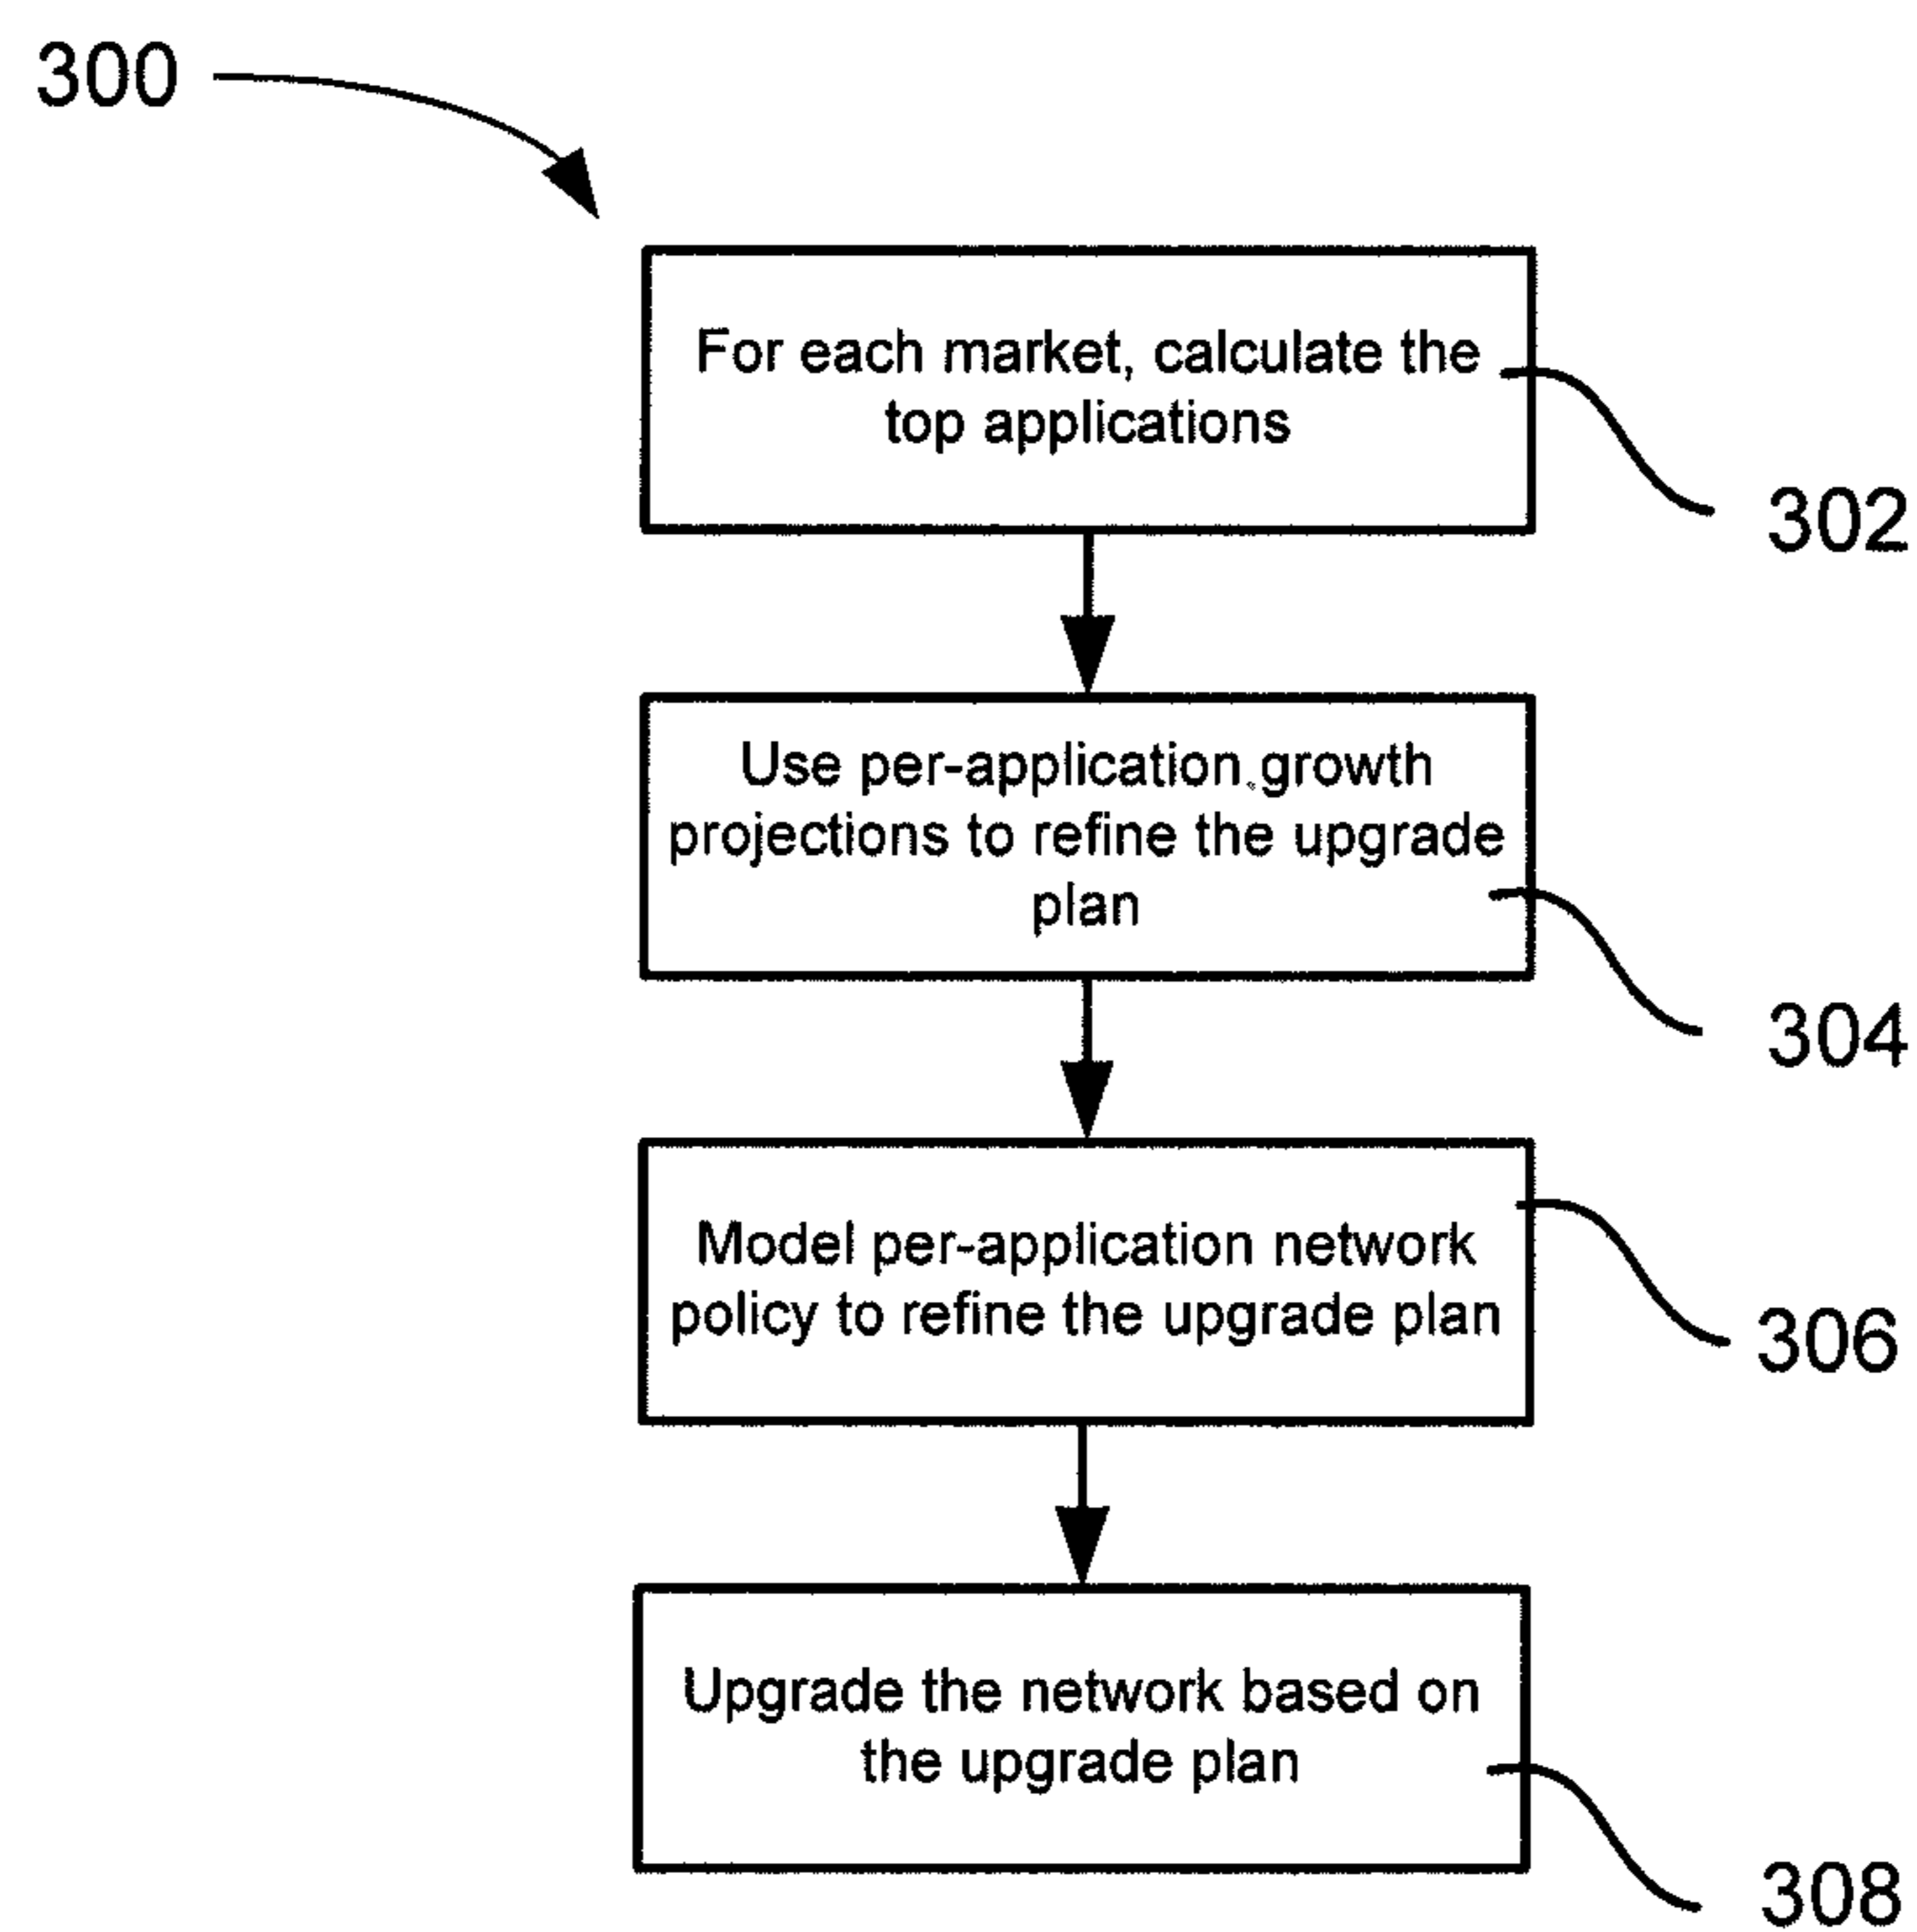 300
For each market, calculate the
top applications
302
Use per-application growth
projections to refine the upgrade
plan
304
Model per-application network
policy to refine the upgrade plan
306
Upgrade the network based on
the upgrade plan
308